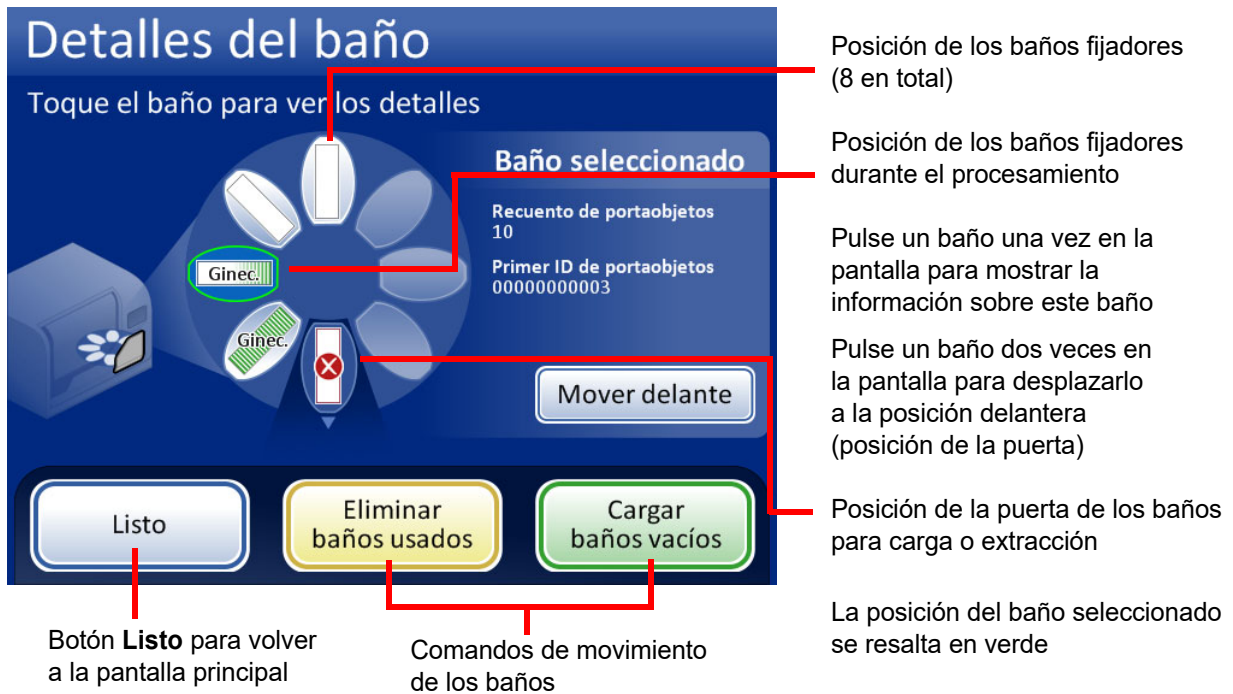 Detalles del baño
Toque el baño para ver los detalles
Baño seleccionado
Recuento de portaobjetos
10
Primer ID de portaobjetos
00000000003
Ginec.
Ginec.
Mover delante
Listo
Eliminar
baños usados
Cargar
baños vacíos
Posición de los baños fijadores
(8 en total)
Posición de los baños fijadores
durante el procesamiento
Pulse un baño una vez en la
pantalla para mostrar la
información sobre este baño
Pulse un baño dos veces en
la pantalla para desplazarlo
a la posición delantera
(posición de la puerta)
Posición de la puerta de los baños
para carga o extracción
La posición del baño seleccionado
se resalta en verde
Botón Listo para volver
a la pantalla principal
Comandos de movimiento
de los baños